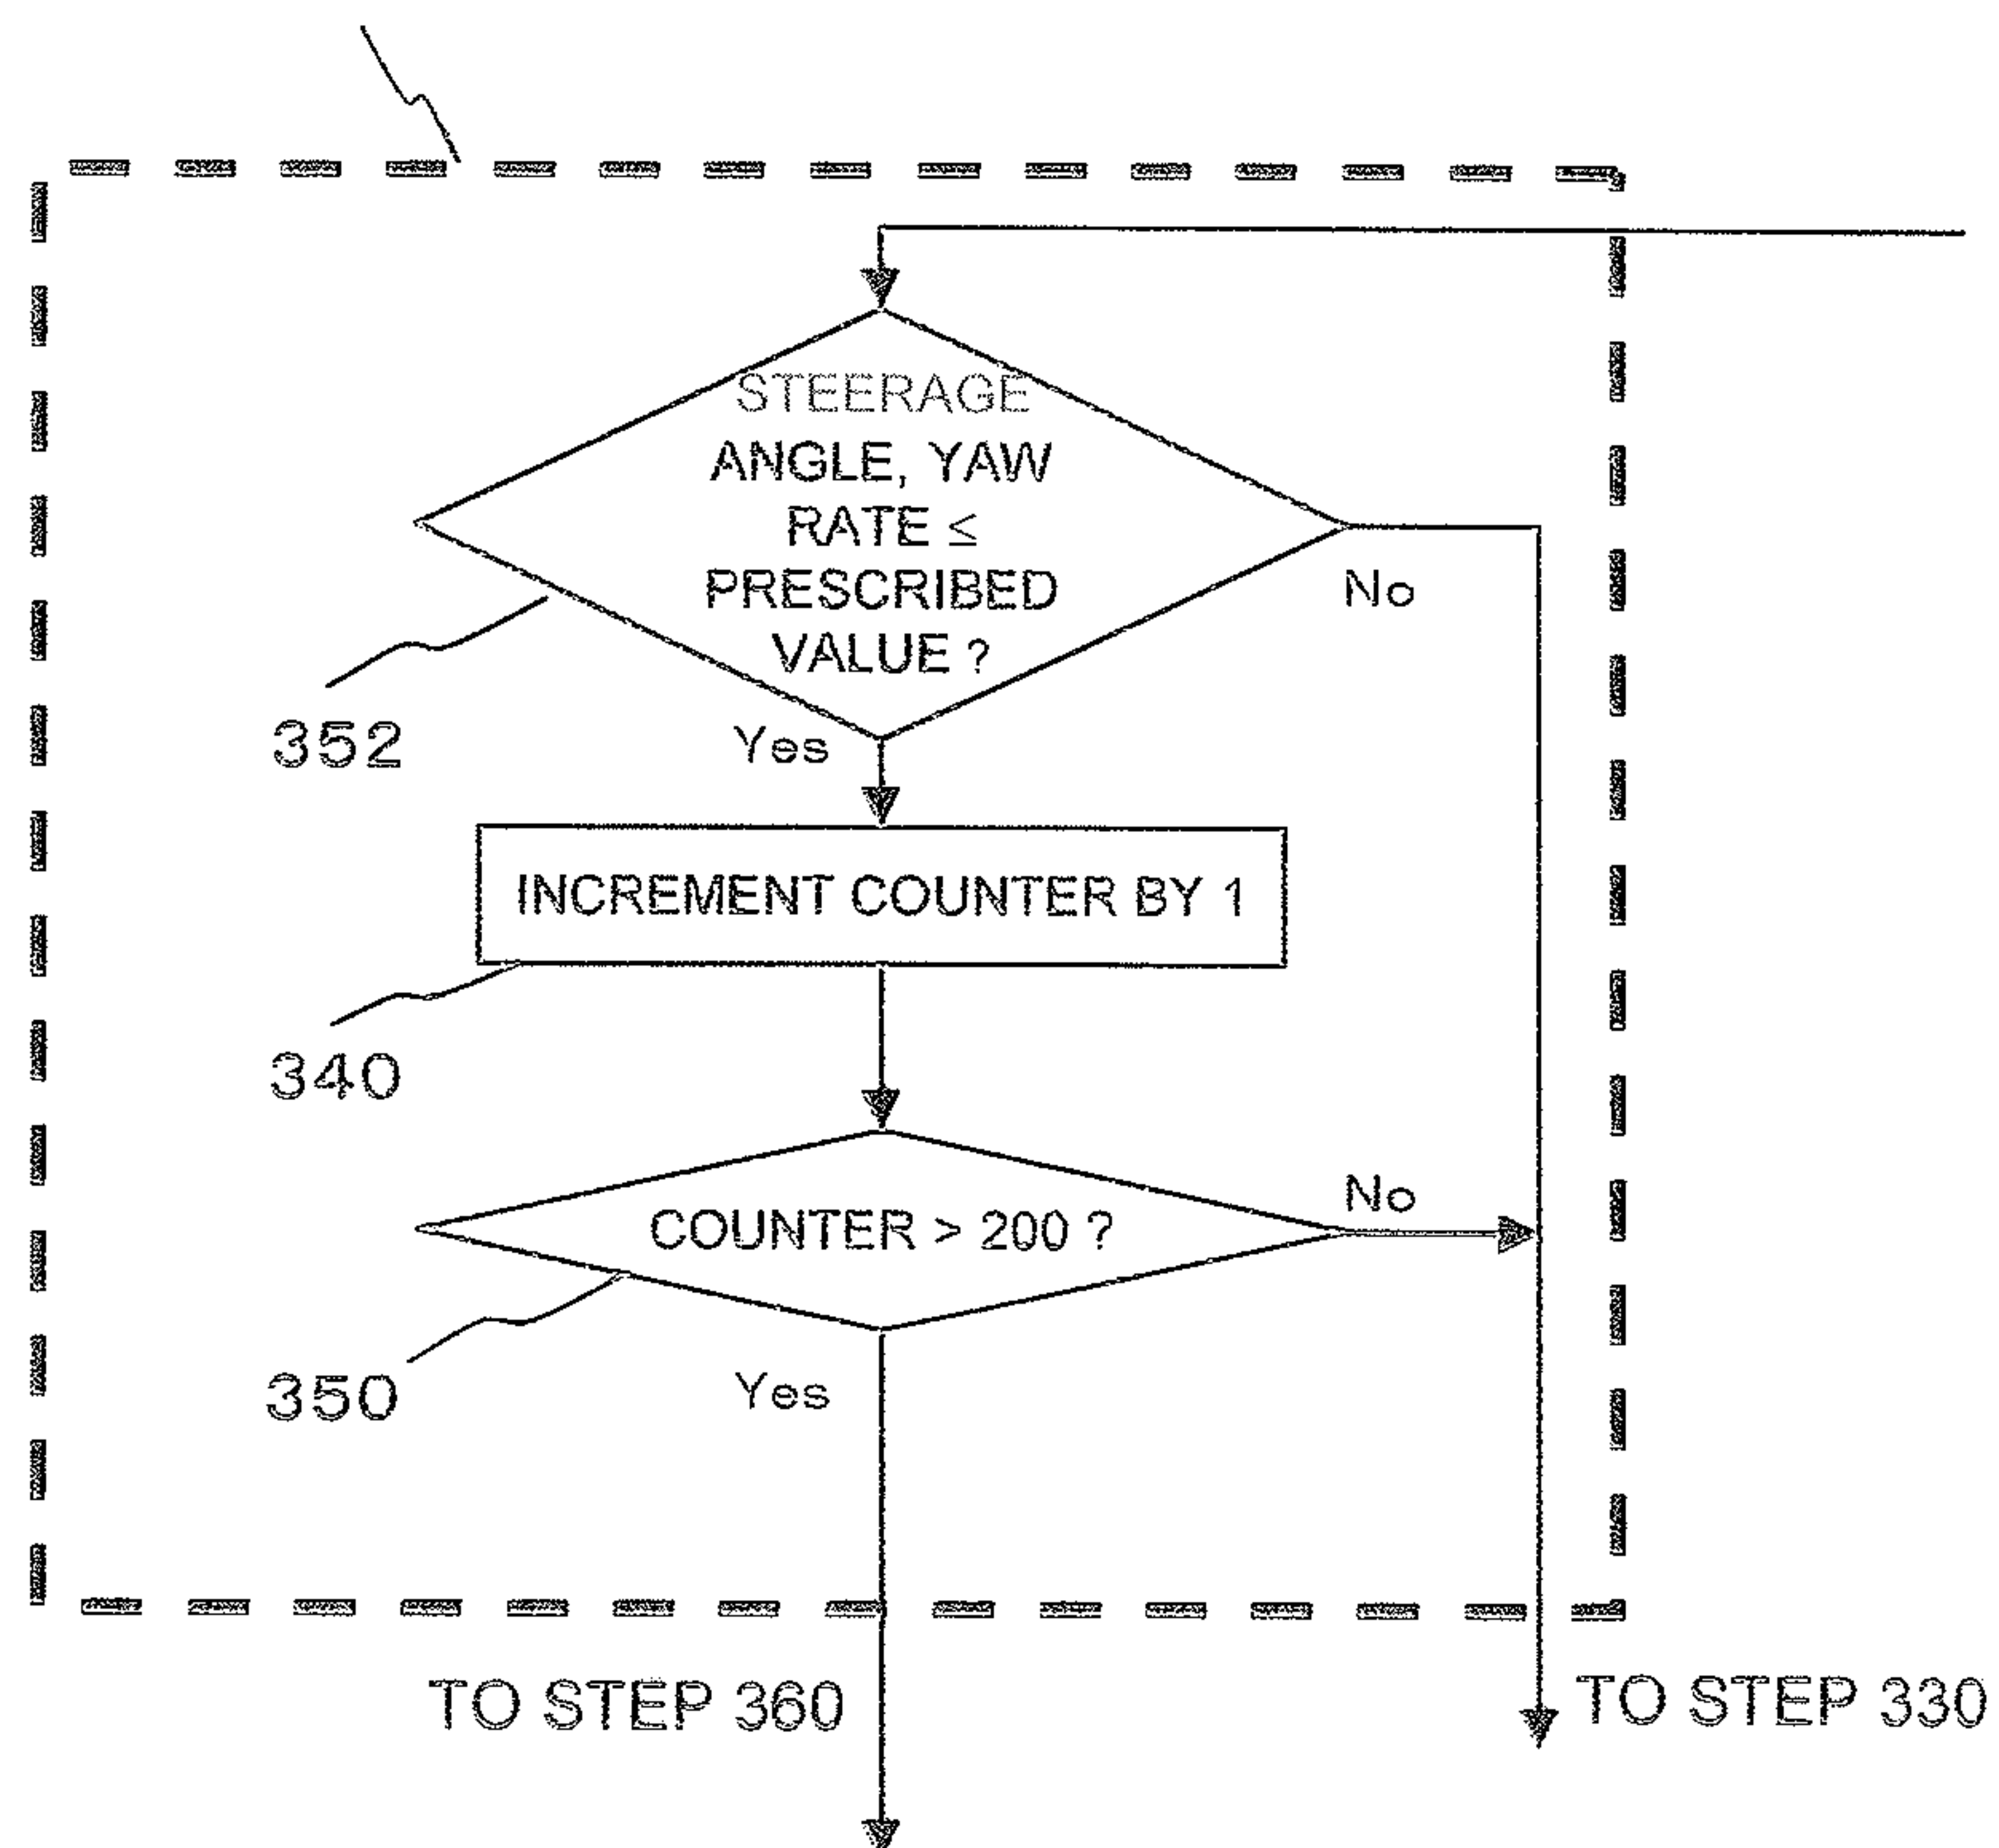 STEERAGE
ANGLE, YAW
RATE ≤
PRESCRIBED
VALUE ?
No
352
Yes
INCREMENT COUNTER BY 1
340
No
COUNTER > 200 ?
350
Yes
TO STEP 360
TO STEP 330